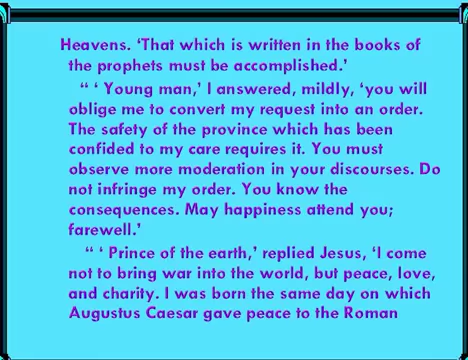 Heavens. ‘That which is written in the books of
the prophets must be accomplished.’
“ ‘ Young man,’ I answered, mildly, ‘you will
oblige me to convert my request into an order.
The safety of the province which has been
confided to my care requires it. You must
observe more moderation in your discourses. Do
not infringe my order. You know the
consequences. May happiness attend you;
farewell.’
“ ‘ Prince of the earth,’ replied Jesus, ‘I come
not to bring war into the world, but peace, love,
and charity. I was born the same day on which
Augustus Caesar gave peace to the Roman